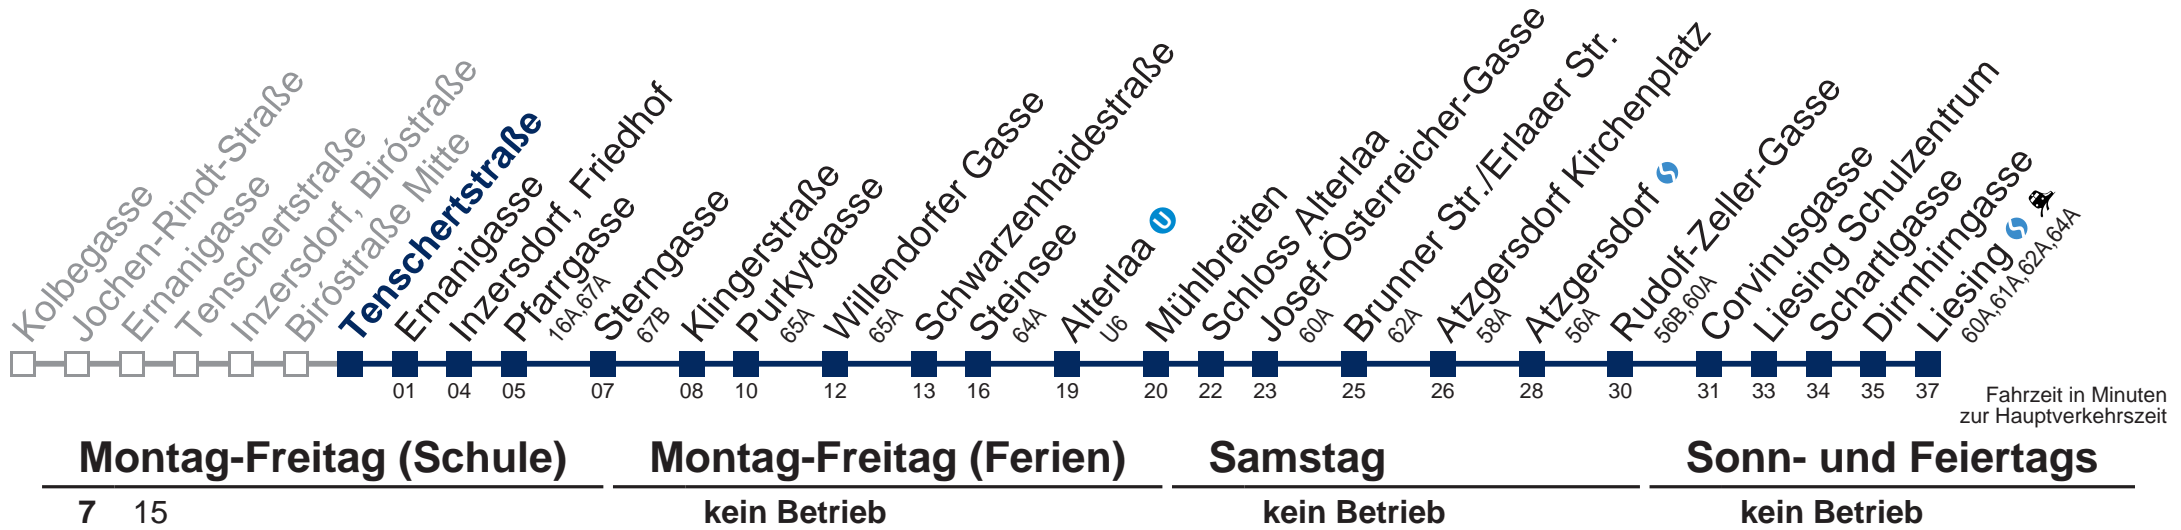 Kolbegasse
Jochen-Rindt-Straße
Ernanigasse
Tenschertstraße
Inzersdorf, Biróstraße
Biróstraße Mitte
Tenschertstraße
Ernanigasse
Inzersdorf, Friedhof
Pfarrgasse
16A,67A
Sterngasse
67B
Klingerstraße
Purkytgasse
65A
Willendorfer Gasse
65A
Schwarzenhaidestraße
Steinsee
64A
Alterlaa U
U6
Mühlbreiten
Schloss Alterlaa
Josef-Österreicher-Gasse
60A
Brunner Str./Erlaaer Str.
62A
Atzgersdorf Kirchenplatz
58A
Atzgersdorf
56A
Rudolf-Zeller-Gasse
56B,60A
Corvinusgasse
Liesing Schulzentrum
Schartlgasse
Dirmhirngasse
Liesing
60A,61A,62A,64A
01 04 05 07 08 10 12 13 16 19 20 22 23 25 26 28 30 31 33 34 35 37
Fahrzeit in Minuten
zur Hauptverkehrszeit
Montag-Freitag (Schule) Montag-Freitag (Ferien) Samstag Sonn- und Feiertags
7 15 kein Betrieb kein Betrieb kein Betrieb